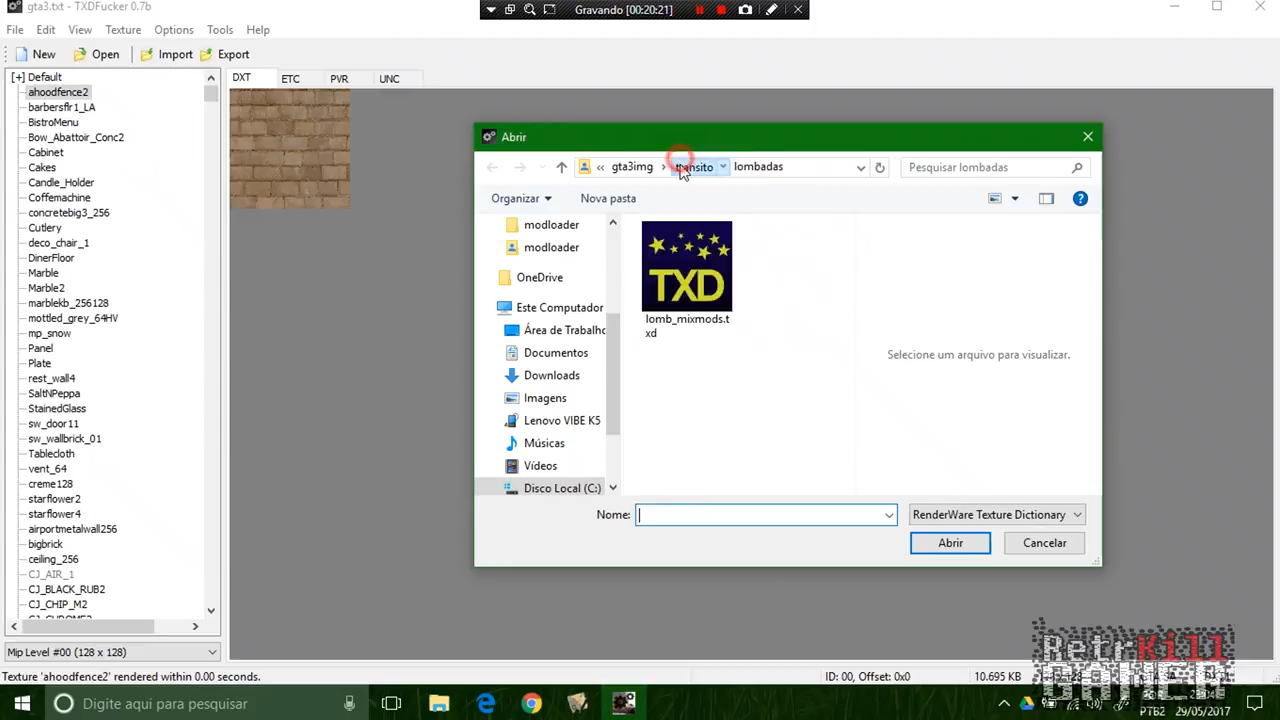 gta3.txt - TXDFucker 0.7b
Gravando [00:20:21]
File Edit View Texture Options Tools Help
New Open Import Export
[+] Default
ahoodfence2
barbersflr1_LA
BistroMenu
Bow_Abattoir_Conc2
Cabinet
Cakes
Candle_Holder
Coffemachine
concretebig3_256
Cutlery
deco_chair_1
DinerFloor
Marble
Marble2
marblekb_256128
mottled_grey_64HV
mp_snow
Panel
Plate
rest_wall4
SaltNPeppa
StainedGlass
sw_door11
sw_wallbrick_01
Tablecloth
vent_64
creme128
starflower2
starflower4
airportmetalwall256
bigbrick
ceiling_256
CJ_AIR_1
CJ_BLACK_RUB2
CJ_CHIP_M2
CJ_CHROME2
Mip Level #00 (128 x 128)
DXT ETC PVR UNC
Abrir
« gta3img › transito lombadas
Pesquisar lombadas
Organizar Nova pasta
modloader
modloader
OneDrive
Este Computador
Área de Trabalho
Documentos
Downloads
Imagens
Lenovo VIBE K5
Músicas
Vídeos
Disco Local (C:)
TXD
lomb_mixmods.t
xd
Selecione um arquivo para visualizar.
Nome:
RenderWare Texture Dictionary
Abrir Cancelar
Texture 'ahoodfence2' rendered within 0.00 seconds.
ID: 00, Offset: 0x0
10.695 KB
Digite aqui para pesquisar
RetrKill
GAMER
PTB2 29/05/2017